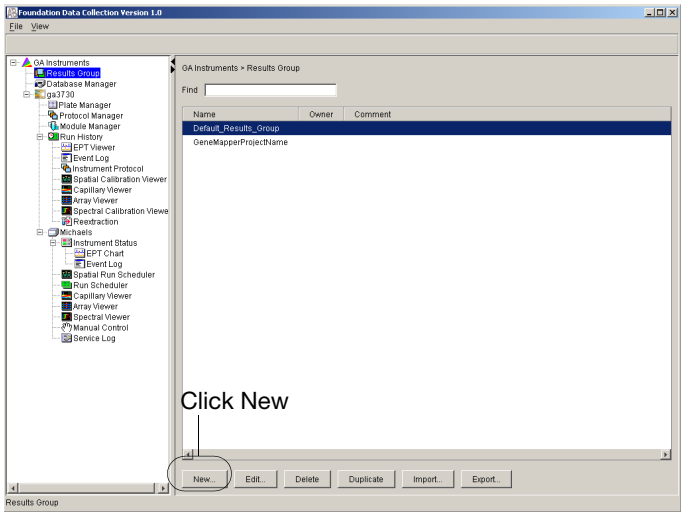 Foundation Data Collection Version 1.0
File View
GA Instruments
Results Group
Database Manager
ga3730
Plate Manager
Protocol Manager
Module Manager
Run History
EPT Viewer
Event Log
Instrument Protocol
Spatial Calibration Viewer
Capillary Viewer
Array Viewer
Spectral Calibration Viewe
Reextraction
Michaels
Instrument Status
EPT Chart
Event Log
Spatial Run Scheduler
Run Scheduler
Capillary Viewer
Array Viewer
Spectral Viewer
Manual Control
Service Log
GA Instruments > Results Group
Find
Name Owner Comment
Default_Results_Group
GeneMapperProjectName
Click New
New... Edit... Delete Duplicate Import... Export...
Results Group